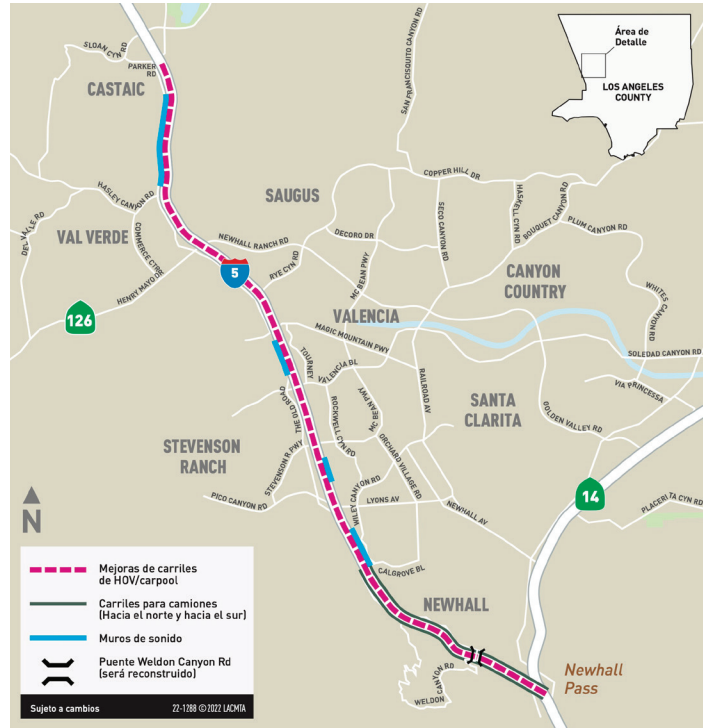 SLOAN CYN RD
PARKER
RD
CASTAIC
SAN FRANCISQUITO CANYON RD
Área de
Detalle
LOS ANGELES
COUNTY
HASLEY CANYON RD
DEL VALLE RD
VAL VERDE
COMMERCE CTR
HENRY MAYO DR
126
SAUGUS
COPPER HILL DR
NEWHALL RANCH RD
DECORO DR
SECO CANYON RD
HASKELL CYN RD
BOUQUET CANYON RD
PLUM CANYON RD
5
RYE CYN RD
MC BEAN PWY
CANYON
COUNTRY
WHITES
CANYON RD
VALENCIA
MAGIC MOUNTAIN PWY
SOLEDAD CANYON RD
TOURNEY
VALENCIA BL
RAILROAD AV
VIA PRINCESSA
THE OLD ROAD
ROCKWELL CYN RD
MC BEAN PWY
SANTA
CLARITA
GOLDEN VALLEY RD
STEVENSON
RANCH
STEVENSON R PWY
ORCHARD VILLAGE RD
WILEY CANYON RD
PICO CANYON RD
LYONS AV
NEWHALL AV
14
PLACERITA CYN RD
N
CALGROVE BL
NEWHALL
WELDON
CANYON RD
Newhall
Pass
Mejoras de carriles
de HOV/carpool
Carriles para camiones
(Hacia el norte y hacia el sur)
Muros de sonido
Puente Weldon Canyon Rd
(será reconstruido)
Sujeto a cambios
22-1288 ©2022 LACMTA